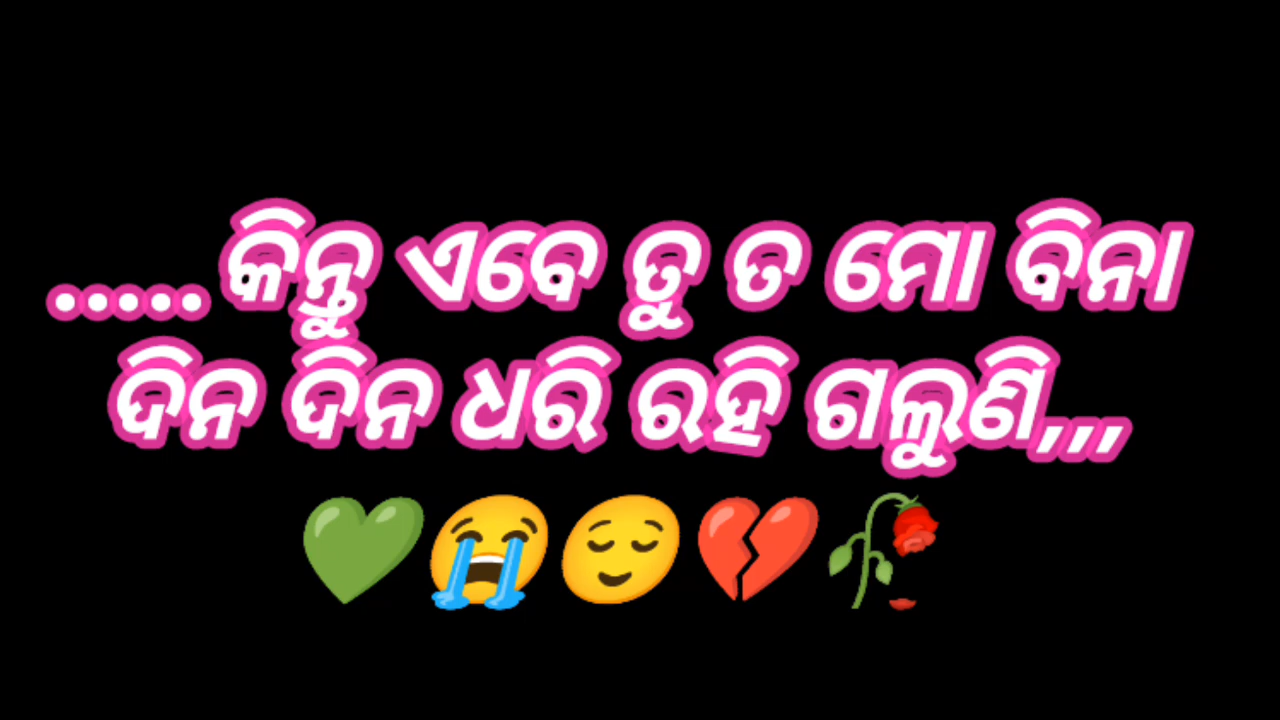 .....କିନ୍ତୁ ଏବେ ତୁ ତ ମୋ ବିନା
ଦିନ ଦିନ ଧରି ରହି ଗଲୁଣି,,,
💚😭😌💔🥀